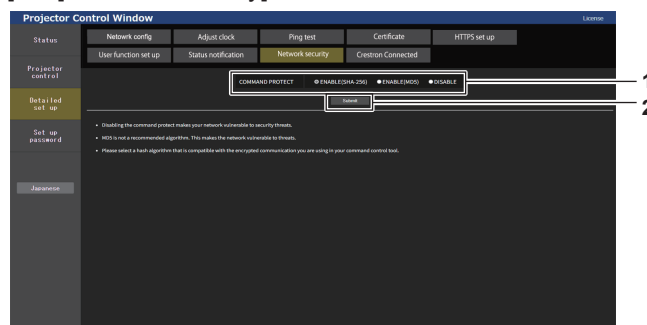 Projector Control Window
License
Status
Netowrk config
Adjust clock
Ping test
Certificate
HTTPS set up
User function set up
Status notification
Network security
Crestron Connected
Projector
control
COMMAND PROTECT
ENABLE(SHA-256)
ENABLE(MD5)
DISABLE
1
Submit
2
Detailed
set up
• Disabling the command protect makes your network vulnerable to security threats.
• MD5 is not a recommended algorithm. This makes the network vulnerable to threats.
• Please select a hash algorithm that is compatible with the encrypted communication you are using in your command control tool.
Set up
password
Japanese